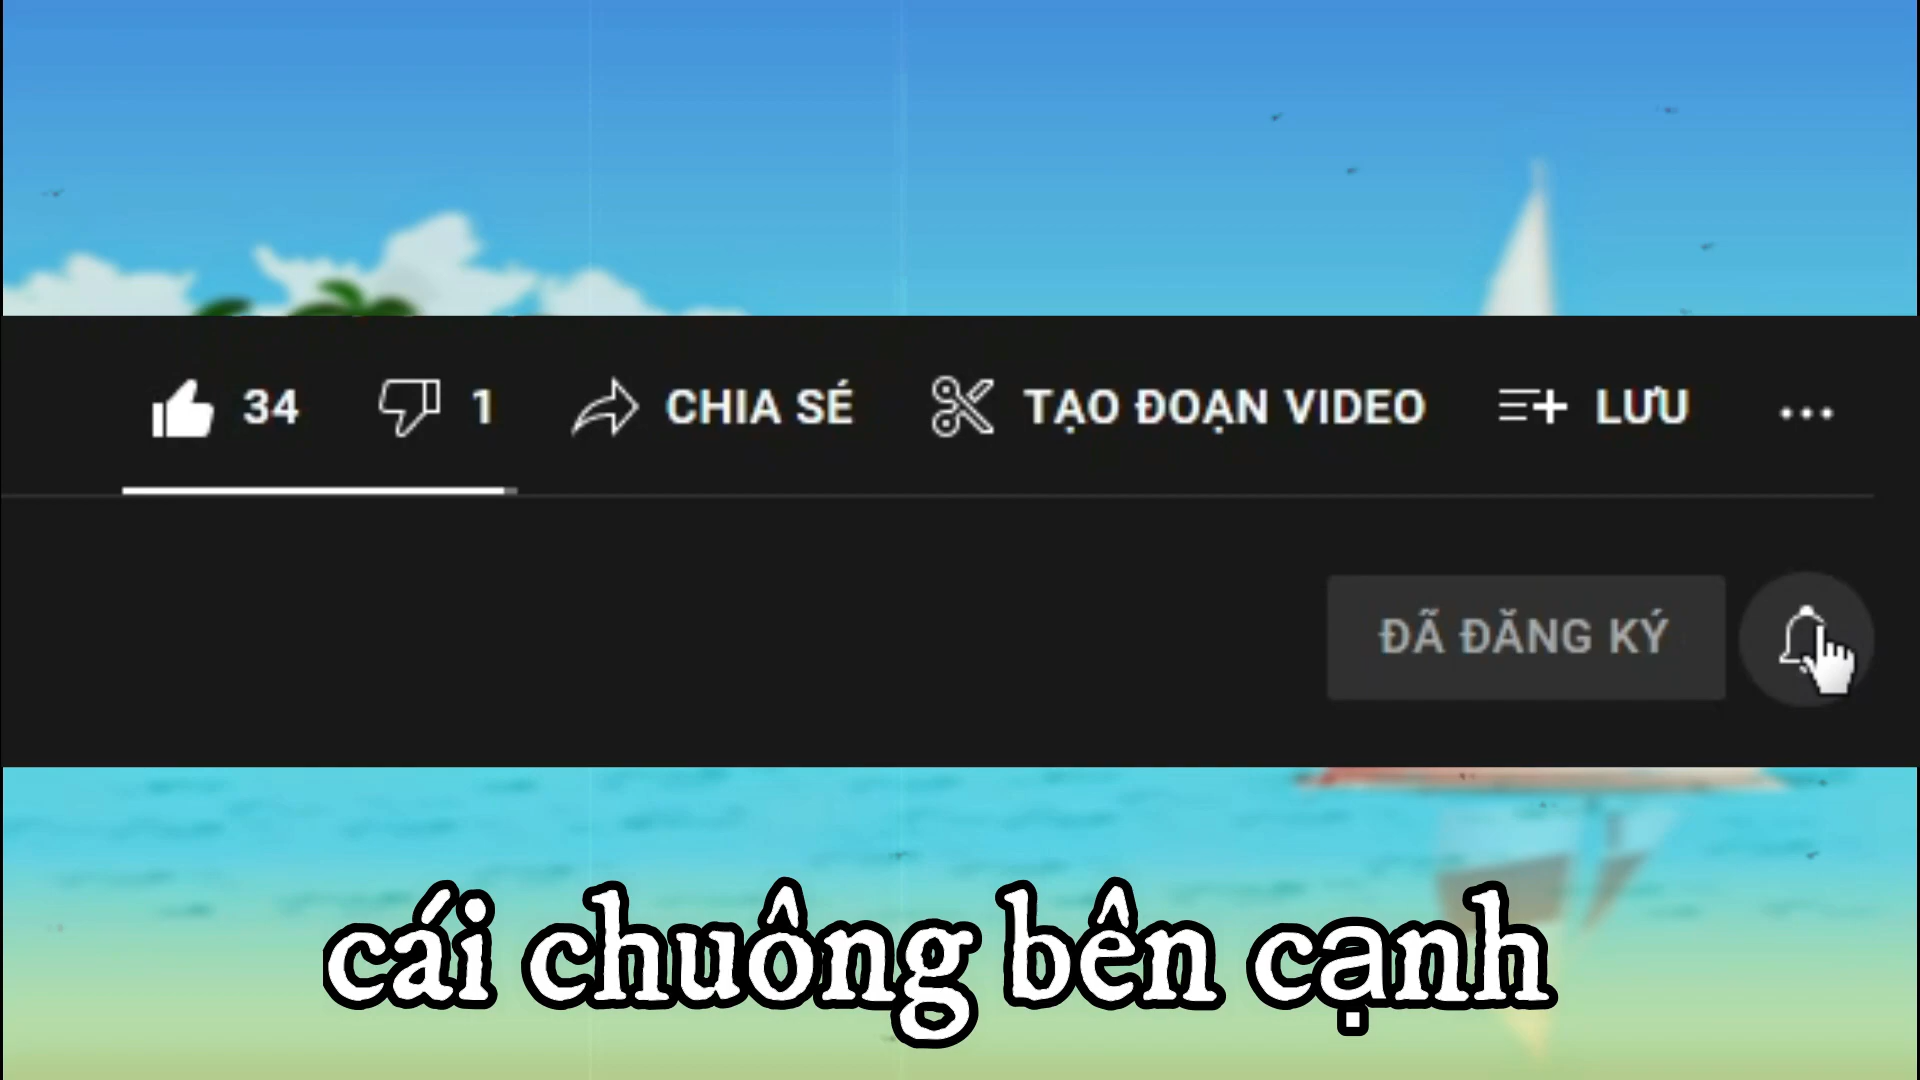 34 1 CHIA SẺ TẠO ĐOẠN VIDEO LƯU
ĐÃ ĐĂNG KÝ
cái chuông bên cạnh